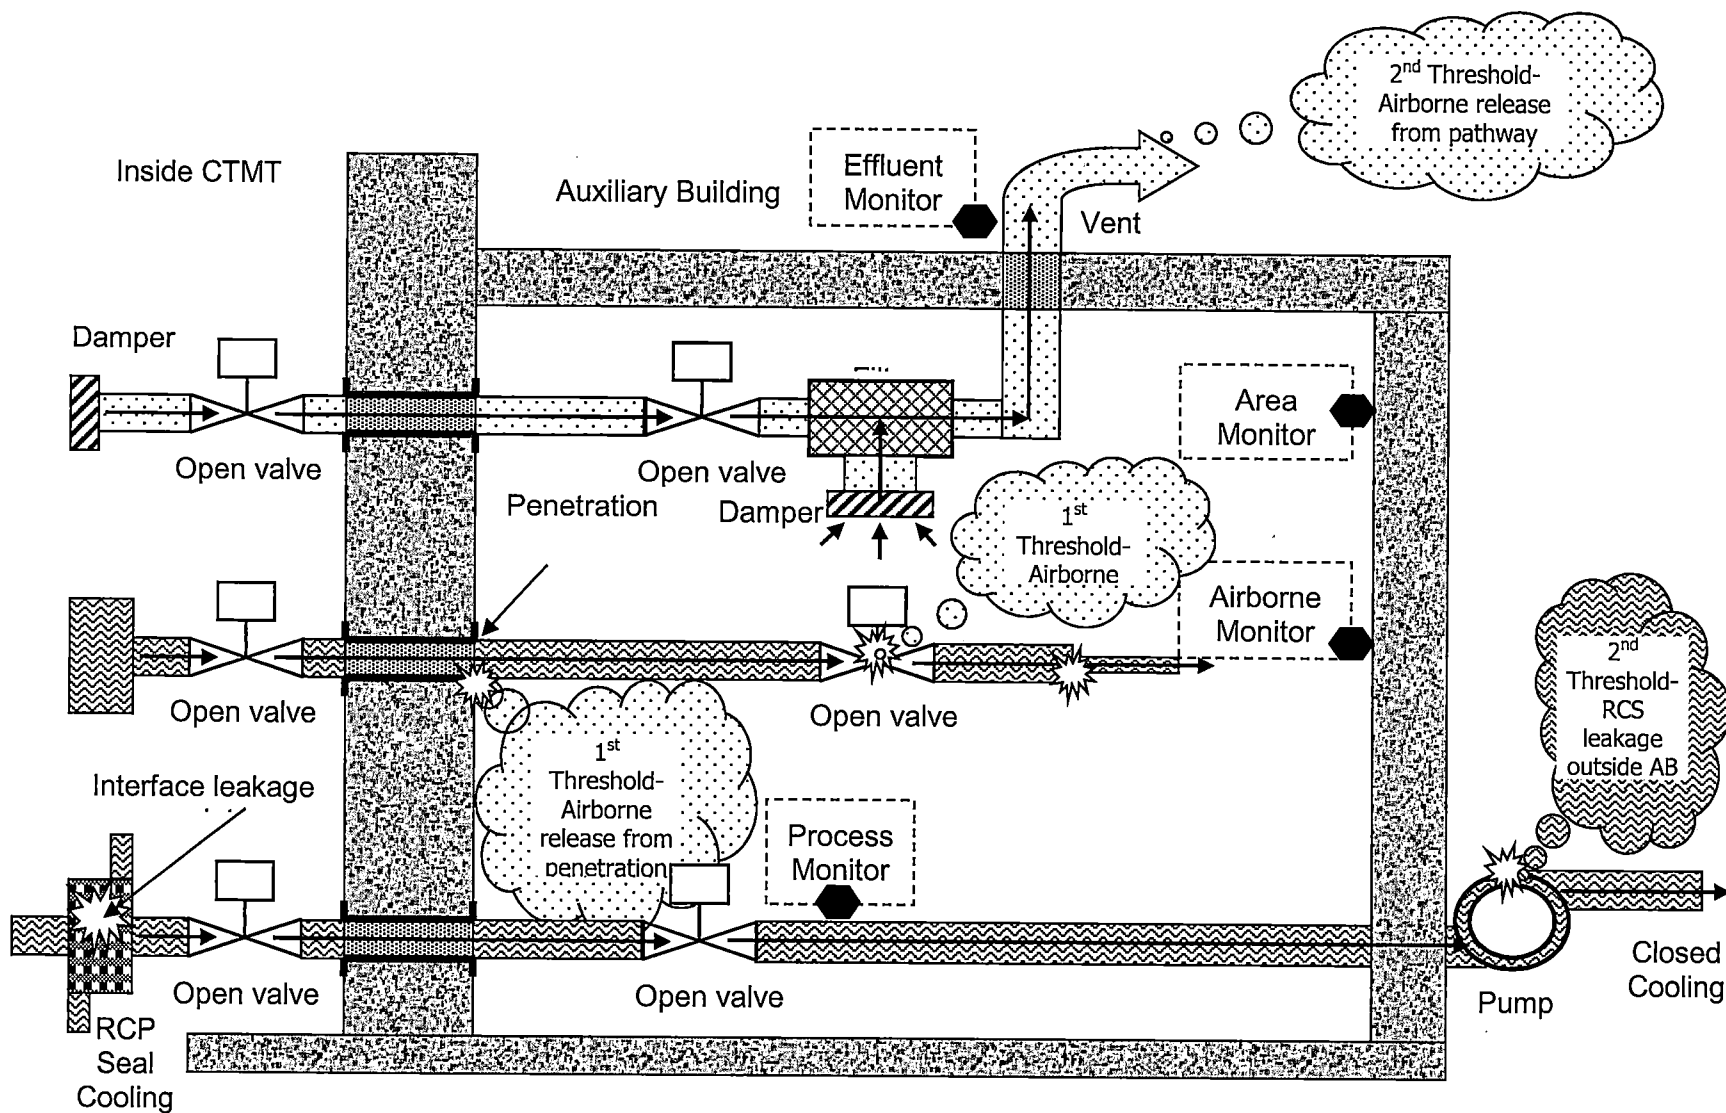 2nd Threshold-
Airborne release
from pathway
Inside CTMT
Auxiliary Building
Effluent
Monitor
Vent
Damper
Open valve
Open valve
Penetration
Damper
Area
Monitor
1st
Threshold-
Airborne
Airborne
Monitor
Open valve
Open valve
2nd
Threshold-
RCS
leakage
outside AB
Interface leakage
1st
Threshold-
Airborne
release from
penetration
Process
Monitor
Open valve
Open valve
RCP
Seal
Cooling
Pump
Closed
Cooling